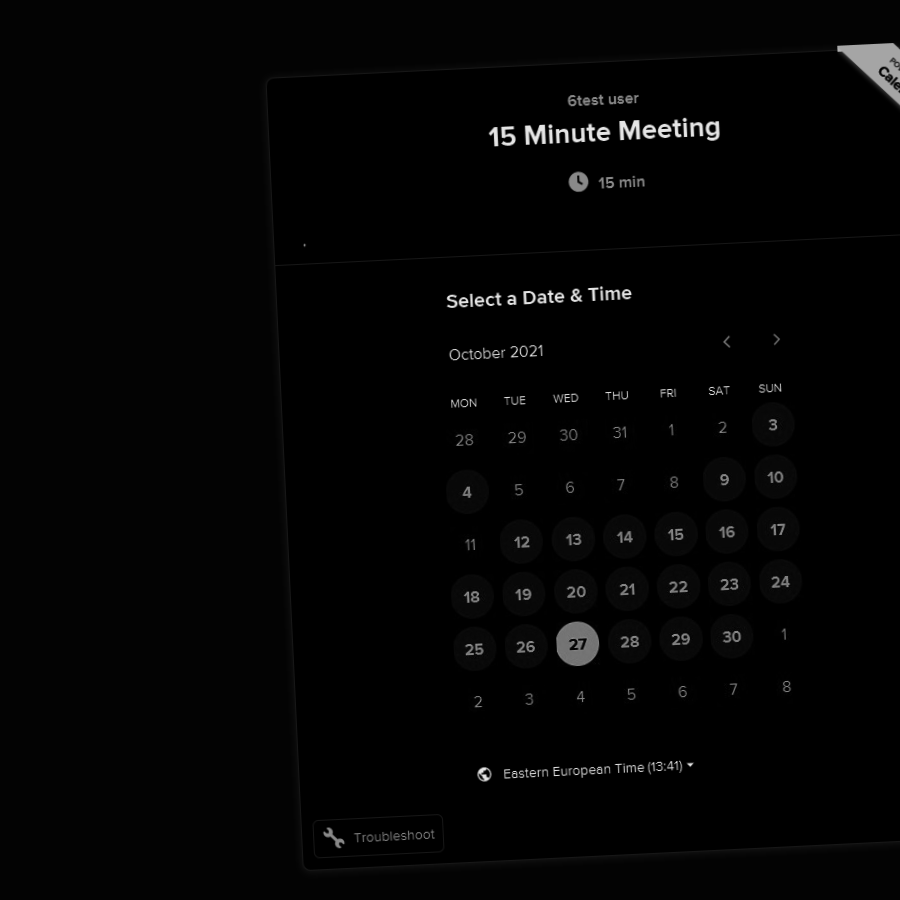 6test user
15 Minute Meeting
15 min
Select a Date & Time
October 2021
MON TUE WED THU FRI SAT SUN
28 29 30 31 1 2 3
4 5 6 7 8 9 10
11 12 13 14 15 16 17
18 19 20 21 22 23 24
25 26 27 28 29 30 1
2 3 4 5 6 7 8
Eastern European Time (13:41)
Troubleshoot